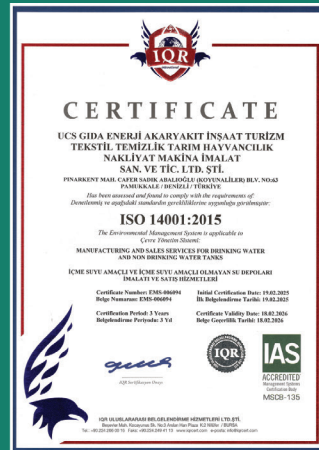 IQR
International
CERTIFICATE
UCS GIDA ENERJİ AKARYAKIT İNŞAAT TURİZM
TEKSTİL TEMİZLİK TARIM HAYVANCILIK
NAKLİYAT MAKİNA İMALAT
SAN. VE TİC. LTD. ŞTİ.
PINARKENT MAH. CAFER SADIK ABALIOĞLU (KOYUNALİLER) BLV. NO:63
PAMUKKALE / DENİZLİ / TÜRKİYE
Has been assessed and found to comply with the requirements of:
Denetlenmiş ve aşağıdaki standardın gerekliliklerine uygunluğu görülmüştür:
ISO 14001:2015
The Environmental Management System is applicable to
Çevre Yönetim Sistemi:
MANUFACTURING AND SALES SERVICES FOR DRINKING WATER
AND NON DRINKING WATER TANKS
İÇME SUYU AMAÇLI VE İÇME SUYU AMAÇLI OLMAYAN SU DEPOLARI
İMALATI VE SATIŞ HİZMETLERİ
Certificate Number: EMS-006094 Initial Certification Date: 19.02.2025
Belge Numarası: EMS-006094 İlk Belgelendirme Tarihi: 19.02.2025
Certification Period: 3 Years Certificate Validity Date: 18.02.2026
Belgelendirme Periyodu: 3 Yıl Belge Geçerlilik Tarihi: 18.02.2026
IQR
IAS
ACCREDITED
Management Systems
Certification Body
MSCB-135
IQR Sertifikasyon Onayı
IQR ULUSLARARASI BELGELENDİRME HİZMETLERİ LTD.ŞTİ.